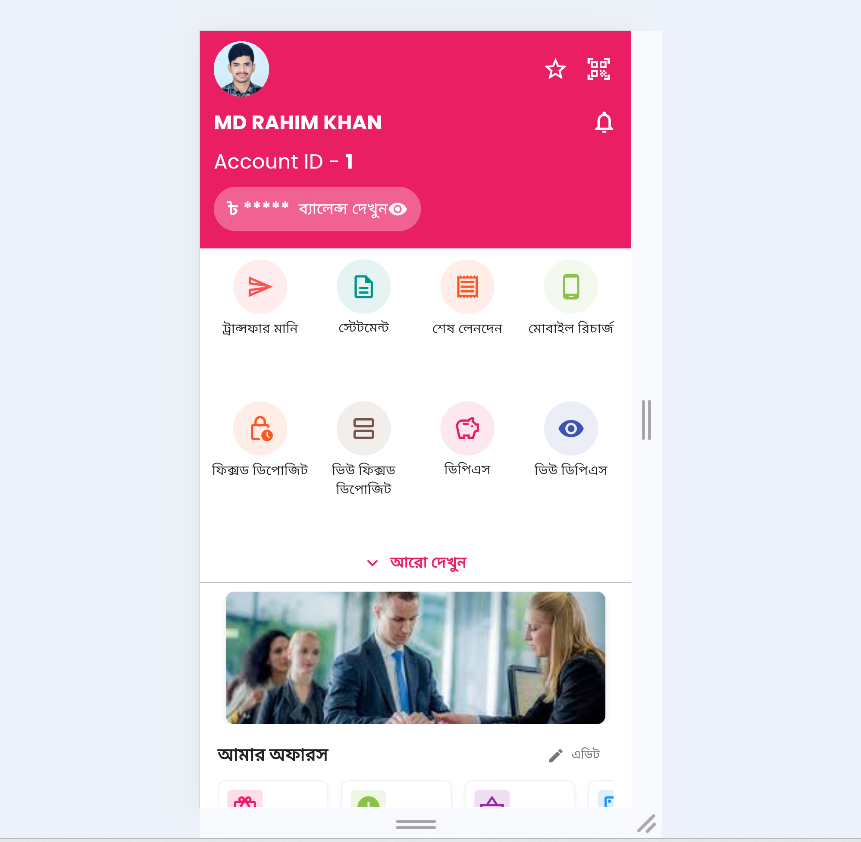 MD RAHIM KHAN
Account ID - 1
৳ ***** ব্যালেন্স দেখুন
ট্রান্সফার মানি
স্টেটমেন্ট
শেষ লেনদেন
মোবাইল রিচার্জ
ফিক্সড ডিপোজিট
ভিউ ফিক্সড
ডিপোজিট
ডিপিএস
ভিউ ডিপিএস
আরো দেখুন
আমার অফারস
এডিট